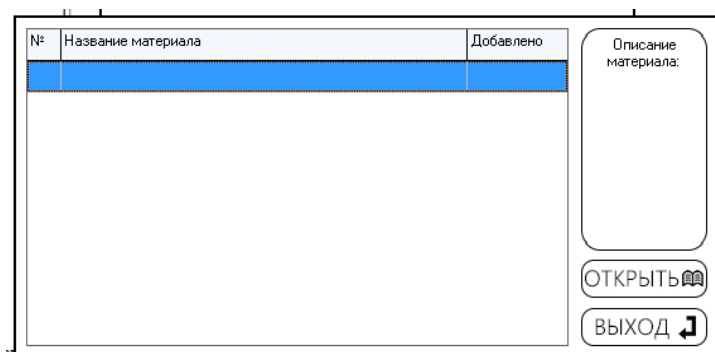 № Название материала Добавлено
Описание
материала:
ОТКРЫТЬ
ВЫХОД